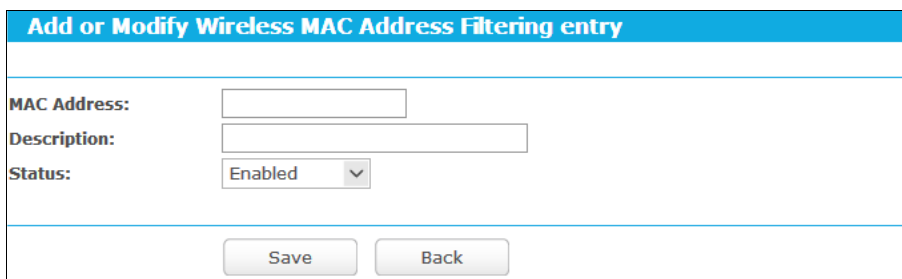 Add or Modify Wireless MAC Address Filtering entry
MAC Address:
Description:
Status: Enabled
Save Back